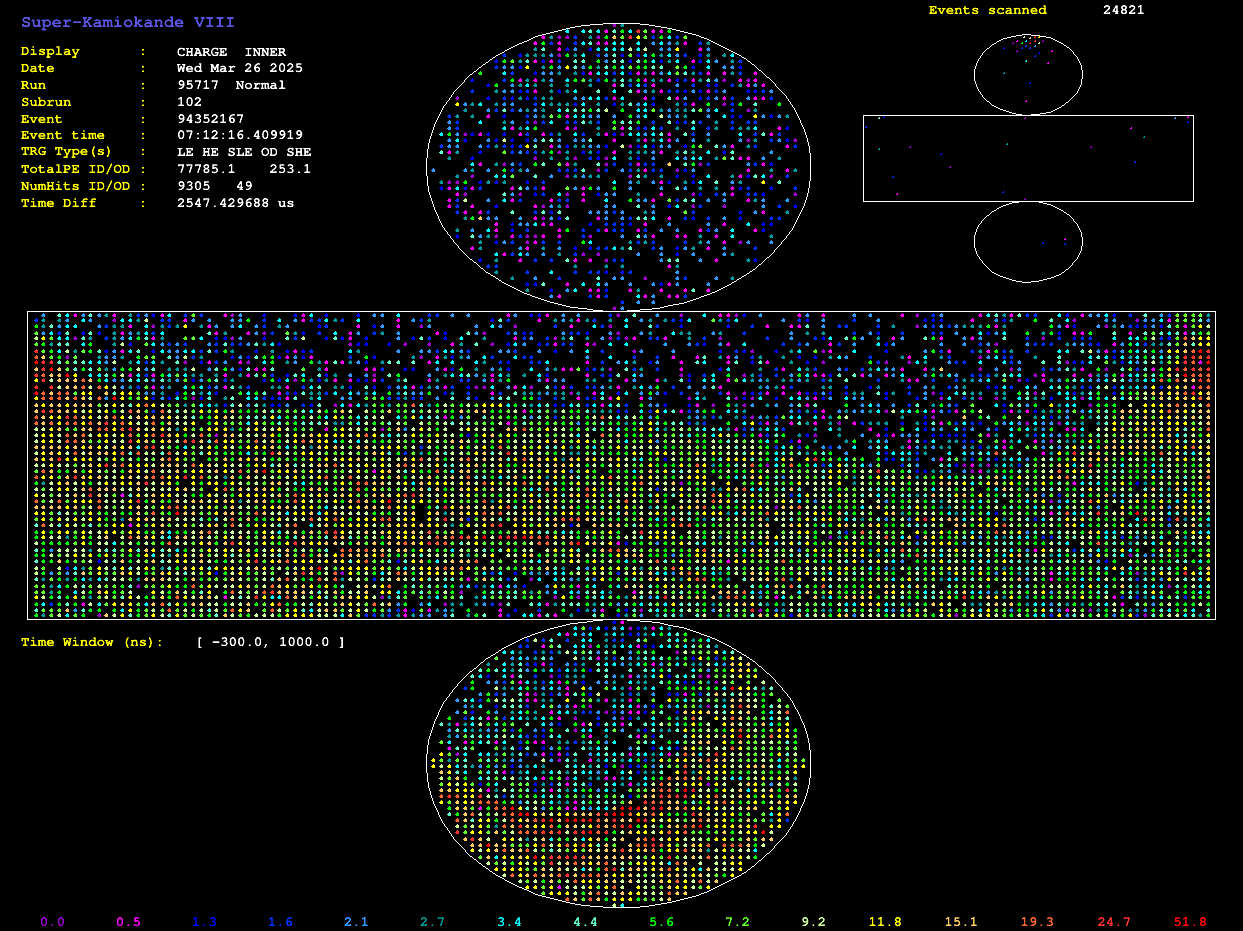 Super-Kamiokande VIII
Events scanned 24821
Display : CHARGE INNER
Date : Wed Mar 26 2025
Run : 95717 Normal
Subrun : 102
Event : 94352167
Event time : 07:12:16.409919
TRG Type(s) : LE HE SLE OD SHE
TotalPE ID/OD : 77785.1 253.1
NumHits ID/OD : 9305 49
Time Diff : 2547.429688 us
Time Window (ns): [ -300.0, 1000.0 ]
0.0 0.5 1.3 1.6 2.1 2.7 3.4 4.4 5.6 7.2 9.2 11.8 15.1 19.3 24.7 51.8